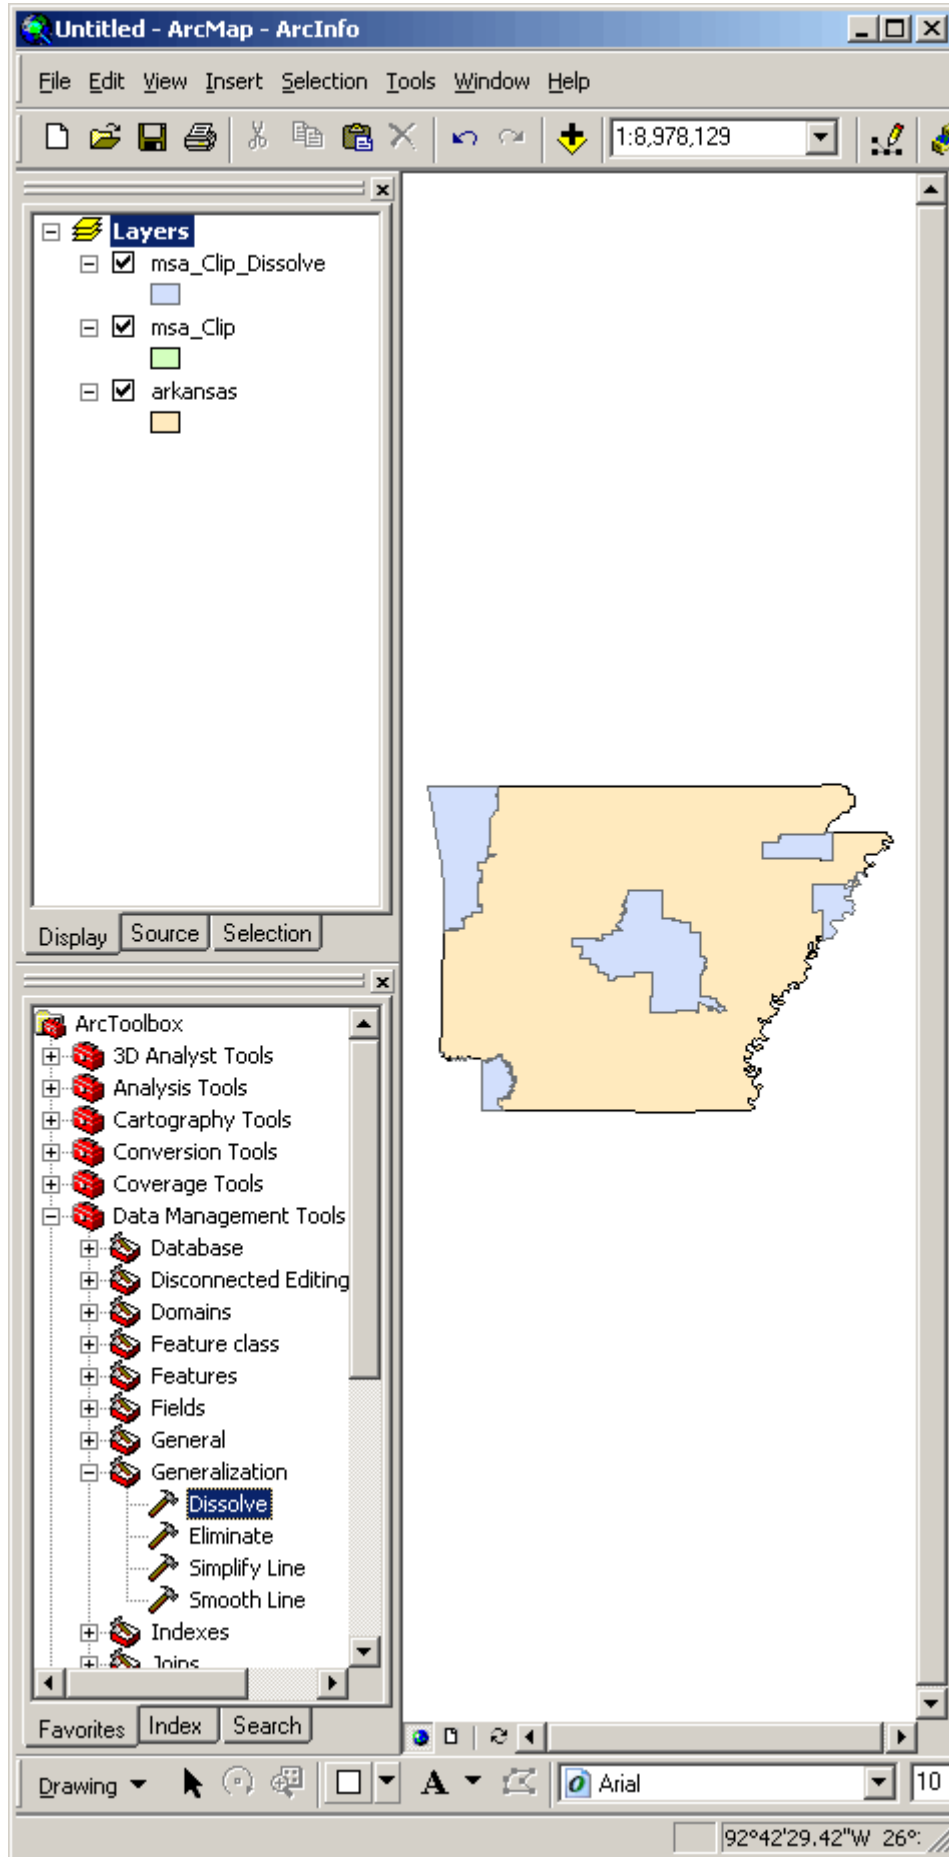 Untitled - ArcMap - ArcInfo
File Edit View Insert Selection Tools Window Help
1:8,978,129
Layers
msa_Clip_Dissolve
msa_Clip
arkansas
Display Source Selection
ArcToolbox
3D Analyst Tools
Analysis Tools
Cartography Tools
Conversion Tools
Coverage Tools
Data Management Tools
Database
Disconnected Editing
Domains
Feature class
Features
Fields
General
Generalization
Dissolve
Eliminate
Simplify Line
Smooth Line
Indexes
Joins
Favorites Index Search
Drawing A Arial 10
92°42'29.42"W 26°